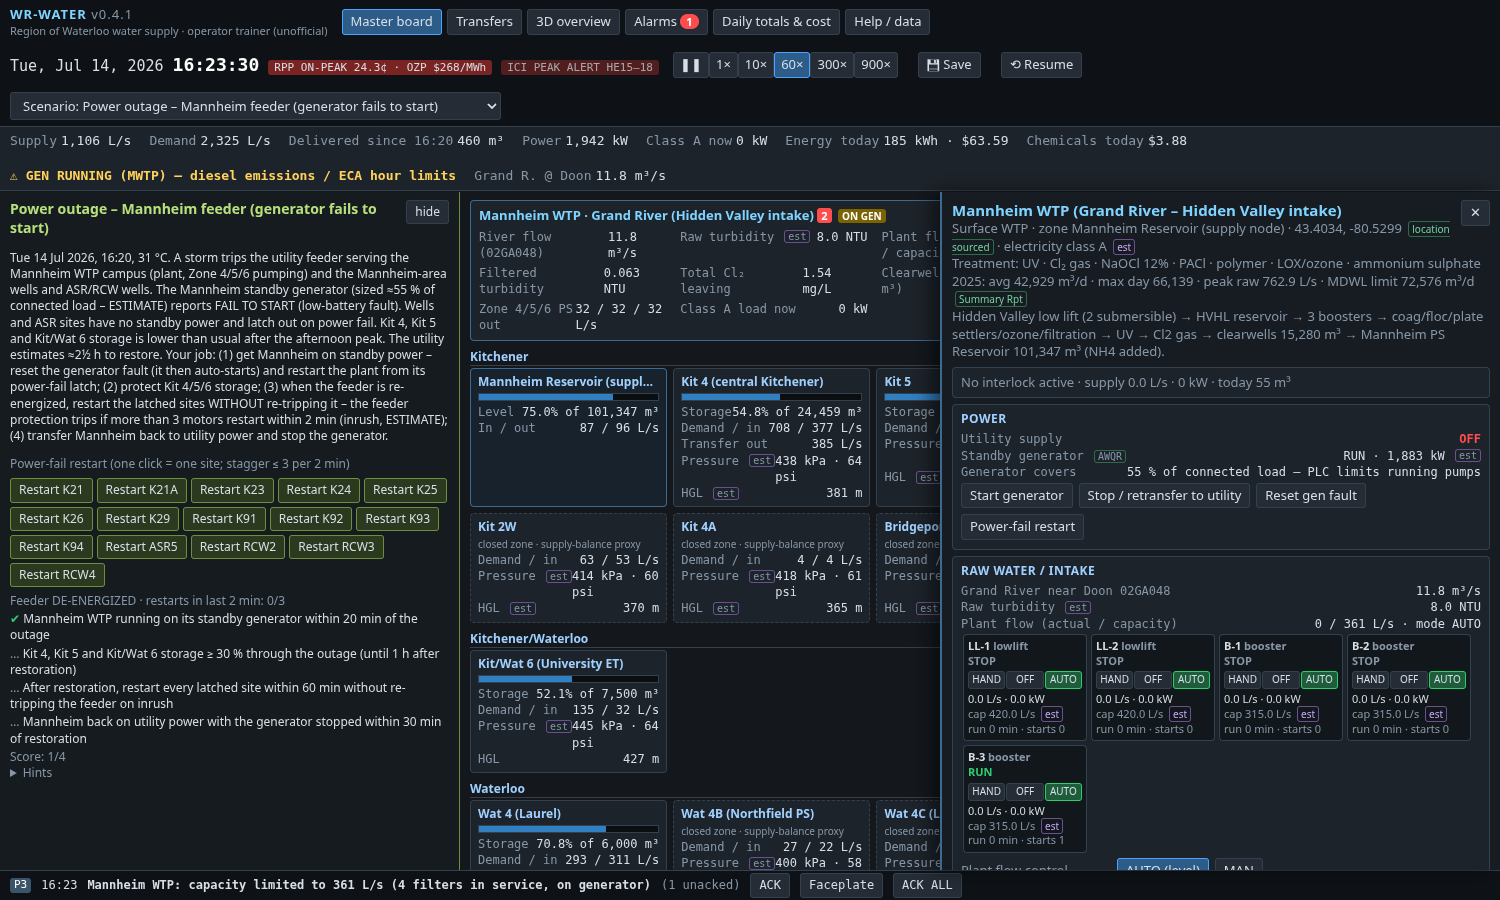 WR-WATER v0.4.1
Region of Waterloo water supply · operator trainer (unofficial)
Master board
Transfers
3D overview
Alarms 1
Daily totals & cost
Help / data
Tue, Jul 14, 2026 16:23:30 RPP ON-PEAK 24.3¢ · OZP $268/MWh ICI PEAK ALERT HE15–18
❚❚ 1× 10× 60× 300× 900× 💾 Save ⟲ Resume
Scenario: Power outage – Mannheim feeder (generator fails to start)
Supply 1,106 L/s Demand 2,325 L/s Delivered since 16:20 460 m³ Power 1,942 kW Class A now 0 kW Energy today 185 kWh · $63.59 Chemicals today $3.88
⚠ GEN RUNNING (MWTP) — diesel emissions / ECA hour limits Grand R. @ Doon 11.8 m³/s
Power outage – Mannheim feeder (generator fails to
start)
hide
Tue 14 Jul 2026, 16:20, 31 °C. A storm trips the utility feeder serving the
Mannheim WTP campus (plant, Zone 4/5/6 pumping) and the Mannheim-area
wells and ASR/RCW wells. The Mannheim standby generator (sized ≈55 % of
connected load – ESTIMATE) reports FAIL TO START (low-battery fault). Wells
and ASR sites have no standby power and latch out on power fail. Kit 4, Kit 5
and Kit/Wat 6 storage is lower than usual after the afternoon peak. The utility
estimates ≈2½ h to restore. Your job: (1) get Mannheim on standby power –
reset the generator fault (it then auto-starts) and restart the plant from its
power-fail latch; (2) protect Kit 4/5/6 storage; (3) when the feeder is re-
energized, restart the latched sites WITHOUT re-tripping it – the feeder
protection trips if more than 3 motors restart within 2 min (inrush, ESTIMATE);
(4) transfer Mannheim back to utility power and stop the generator.
Power-fail restart (one click = one site; stagger ≤ 3 per 2 min)
Restart K21 Restart K21A Restart K23 Restart K24 Restart K25
Restart K26 Restart K29 Restart K91 Restart K92 Restart K93
Restart K94 Restart ASR5 Restart RCW2 Restart RCW3
Restart RCW4
Feeder DE-ENERGIZED · restarts in last 2 min: 0/3
✔ Mannheim WTP running on its standby generator within 20 min of the
outage
... Kit 4, Kit 5 and Kit/Wat 6 storage ≥ 30 % through the outage (until 1 h after
restoration)
... After restoration, restart every latched site within 60 min without re-
tripping the feeder on inrush
... Mannheim back on utility power with the generator stopped within 30 min
of restoration
Score: 1/4
▶ Hints
Mannheim WTP · Grand River (Hidden Valley intake) 2 ON GEN
River flow 11.8 Raw turbidity est 8.0 NTU Plant fl
(02GA048) m³/s / capaci
Filtered 0.063 Total Cl₂ 1.54 Clearwel
turbidity NTU leaving mg/L m³)
Zone 4/5/6 PS 32 / 32 / 32 Class A load now 0 kW
out L/s
Kitchener
Mannheim Reservoir (suppl...
Level 75.0% of 101,347 m³
In / out 87 / 96 L/s
Kit 4 (central Kitchener)
Storage 54.8% of 24,459 m³
Demand / in 708 / 377 L/s
Transfer out 385 L/s
Pressure est 438 kPa · 64
psi
HGL est 381 m
Kit 5
Storage
Demand /
Pressure
HGL est
Kit 2W
closed zone · supply-balance proxy
Demand / in 63 / 53 L/s
Pressure est 414 kPa · 60
psi
HGL est 370 m
Kit 4A
closed zone · supply-balance proxy
Demand / in 4 / 4 L/s
Pressure est 418 kPa · 61
psi
HGL est 365 m
Bridgepo
closed zone
Demand /
Pressure
HGL est
Kitchener/Waterloo
Kit/Wat 6 (University ET)
Storage 52.1% of 7,500 m³
Demand / in 135 / 32 L/s
Pressure est 445 kPa · 64
psi
HGL 427 m
Waterloo
Wat 4 (Laurel)
Storage 70.8% of 6,000 m³
Demand / in 293 / 311 L/s
Wat 4B (Northfield PS)
closed zone · supply-balance proxy
Demand / in 27 / 22 L/s
Pressure est 400 kPa · 58
Wat 4C (L
closed zone
Demand /
Pressure
Mannheim WTP (Grand River – Hidden Valley intake)
✕
Surface WTP · zone Mannheim Reservoir (supply node) · 43.4034, -80.5299 location
sourced · electricity class A est
Treatment: UV · Cl₂ gas · NaOCl 12% · PACl · polymer · LOX/ozone · ammonium sulphate
2025: avg 42,929 m³/d · max day 66,139 · peak raw 762.9 L/s · MDWL limit 72,576 m³/d
Summary Rpt
Hidden Valley low lift (2 submersible) → HVHL reservoir → 3 boosters → coag/floc/plate
settlers/ozone/filtration → UV → Cl2 gas → clearwells 15,280 m³ → Mannheim PS
Reservoir 101,347 m³ (NH4 added).
No interlock active · supply 0.0 L/s · 0 kW · today 55 m³
POWER
Utility supply OFF
Standby generator AWQR RUN · 1,883 kW est
Generator covers 55 % of connected load — PLC limits running pumps
Start generator Stop / retransfer to utility Reset gen fault
Power-fail restart
RAW WATER / INTAKE
Grand River near Doon 02GA048 11.8 m³/s
Raw turbidity est 8.0 NTU
Plant flow (actual / capacity) 0 / 361 L/s · mode AUTO
LL-1 lowlift
STOP
HAND OFF AUTO
0.0 L/s · 0.0 kW
cap 420.0 L/s est
run 0 min · starts 0
LL-2 lowlift
STOP
HAND OFF AUTO
0.0 L/s · 0.0 kW
cap 420.0 L/s est
run 0 min · starts 0
B-1 booster
STOP
HAND OFF AUTO
0.0 L/s · 0.0 kW
cap 315.0 L/s est
run 0 min · starts 0
B-2 booster
STOP
HAND OFF AUTO
0.0 L/s · 0.0 kW
cap 315.0 L/s est
run 0 min · starts 0
B-3 booster
RUN
HAND OFF AUTO
0.0 L/s · 0.0 kW
cap 315.0 L/s est
run 0 min · starts 1
Plant flow control AUTO (level) MAN
P3 16:23 Mannheim WTP: capacity limited to 361 L/s (4 filters in service, on generator) (1 unacked) ACK Faceplate ACK ALL